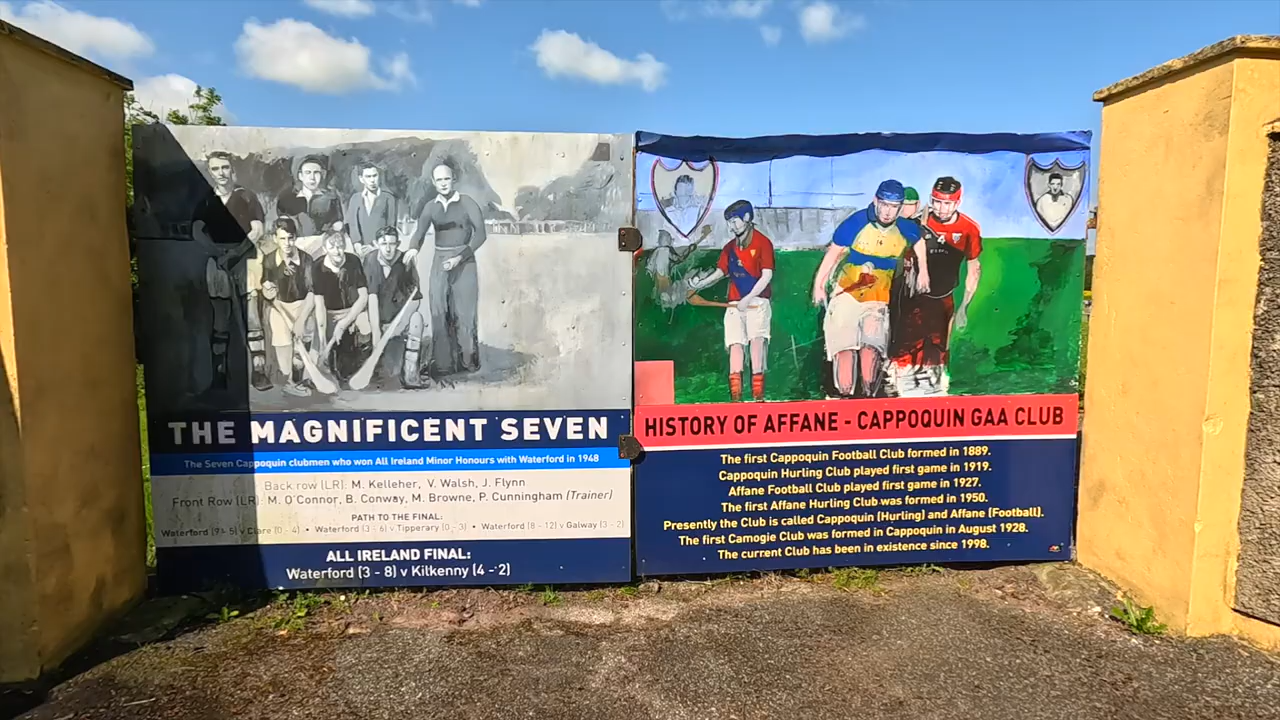 THE MAGNIFICENT SEVEN
The Seven Cappoquin clubmen who won All Ireland Minor Honours with Waterford in 1948
Back row (LR): M. Kelleher, V. Walsh, J. Flynn
Front Row (LR): M. O'Connor, B. Conway, M. Browne, P. Cunningham (Trainer)
PATH TO THE FINAL:
Waterford (9 - 5) v Clare (0 - 4) • Waterford (3 - 6) v Tipperary (0 - 3) • Waterford (8 - 12) v Galway (3 - 2)
ALL IRELAND FINAL:
Waterford (3 - 8) v Kilkenny (4 - 2)
HISTORY OF AFFANE - CAPPOQUIN GAA CLUB
The first Cappoquin Football Club formed in 1889.
Cappoquin Hurling Club played first game in 1919.
Affane Football Club played first game in 1927.
The first Affane Hurling Club was formed in 1950.
Presently the Club is called Cappoquin (Hurling) and Affane (Football).
The first Camogie Club was formed in Cappoquin in August 1928.
The current Club has been in existence since 1998.